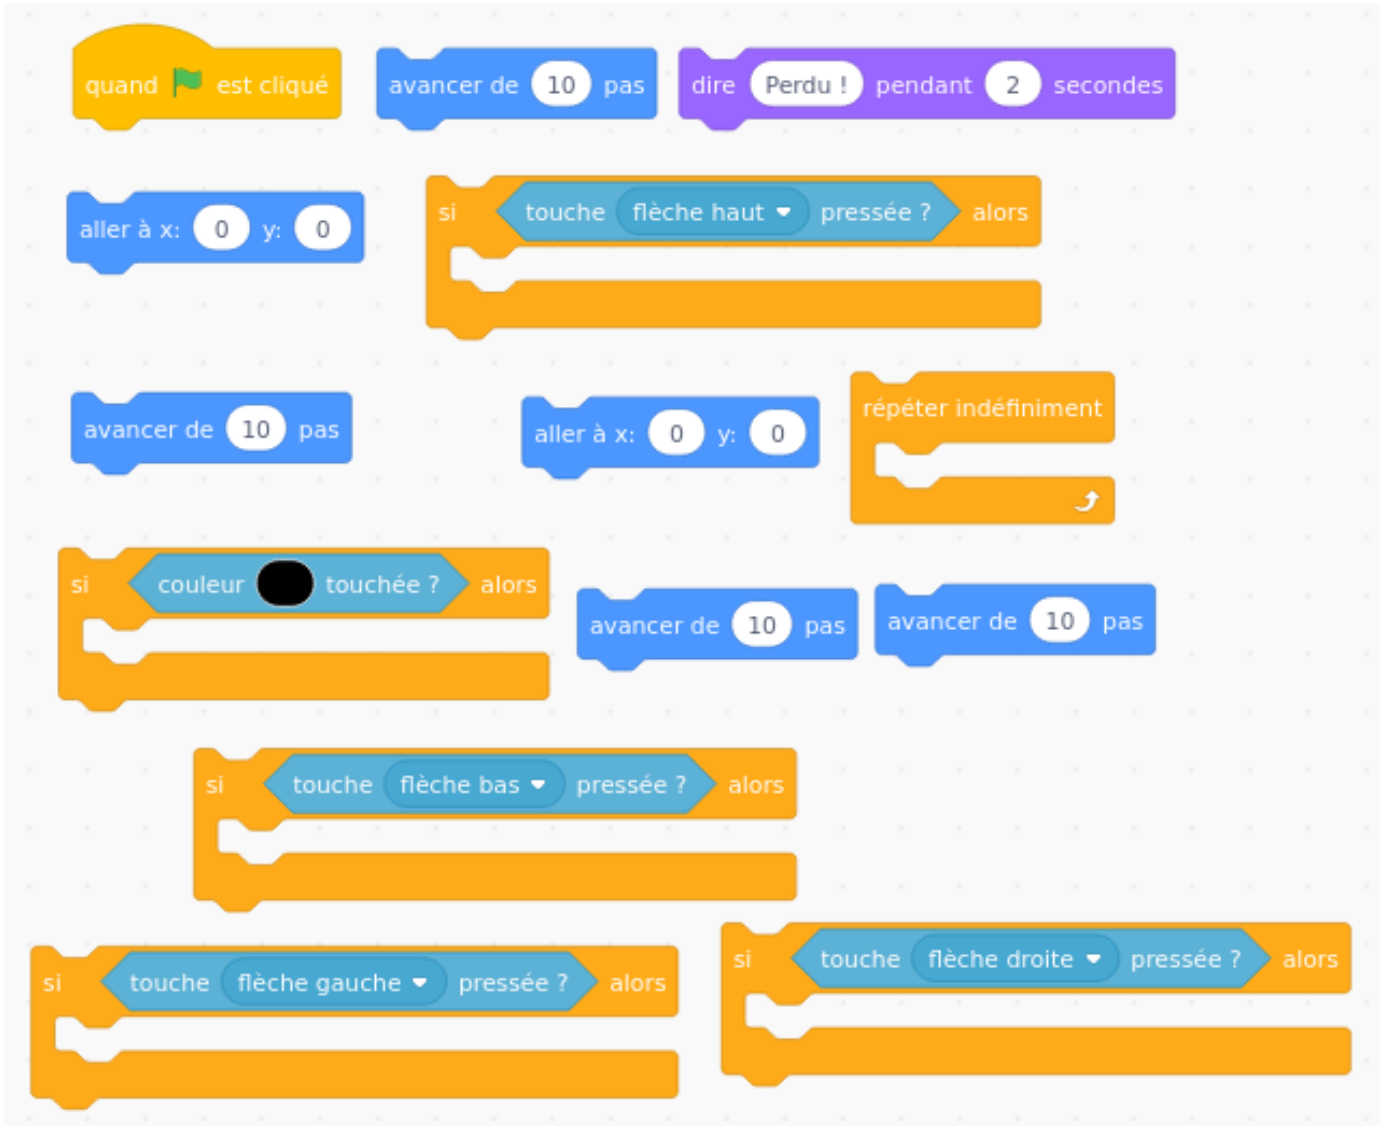 quand est cliqué
avancer de 10 pas
dire Perdu ! pendant 2 secondes
aller à x: 0 y: 0
si touche flèche haut pressée ? alors
avancer de 10 pas
aller à x: 0 y: 0
répéter indéfiniment
si couleur touchée ? alors
avancer de 10 pas
avancer de 10 pas
si touche flèche bas pressée ? alors
si touche flèche gauche pressée ? alors
si touche flèche droite pressée ? alors